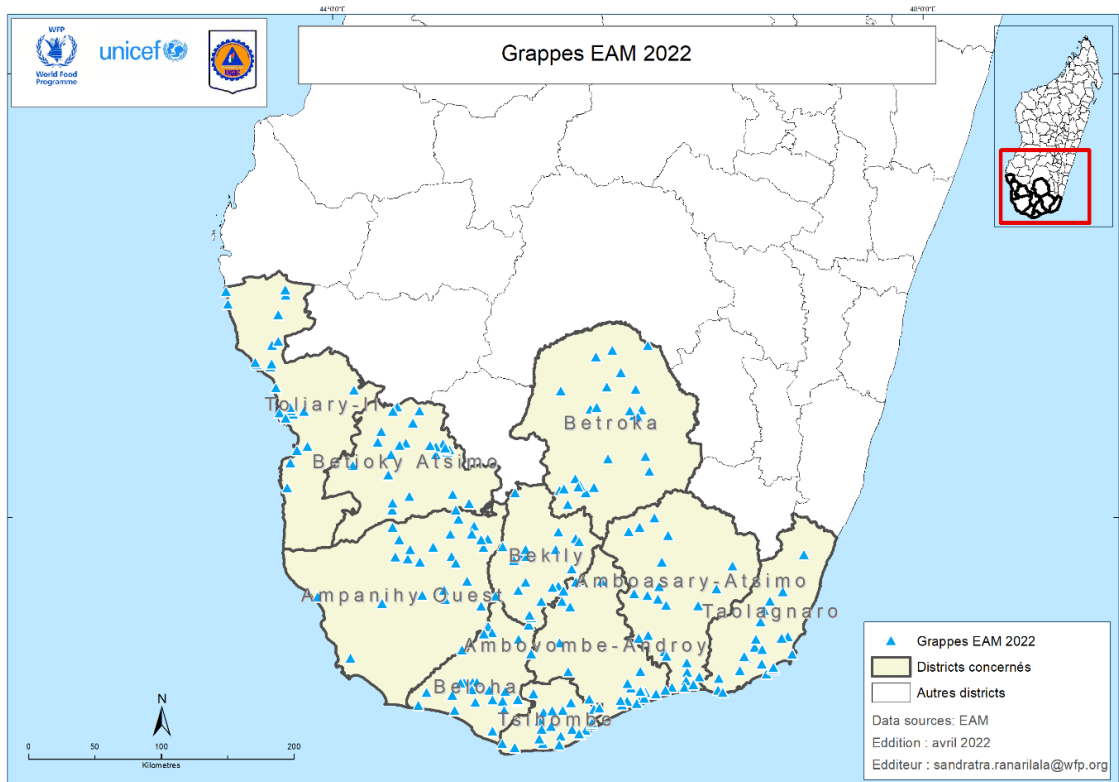 44°0'0"E
48°0'0"E
WFP
World Food
Programme
unicef
BNGRC
Grappes EAM 2022
Toliary-II
Betioky Atsimo
Betroka
Bekily
Amboasary-Atsimo
Ampanihy Ouest
Taolagnaro
Ambovombe-Androy
Beloha
Tsihombe
N
0 50 100 200
Kilometres
Grappes EAM 2022
Districts concernés
Autres districts
Data sources: EAM
Eddition : avril 2022
Edditeur : sandratra.ranarilala@wfp.org